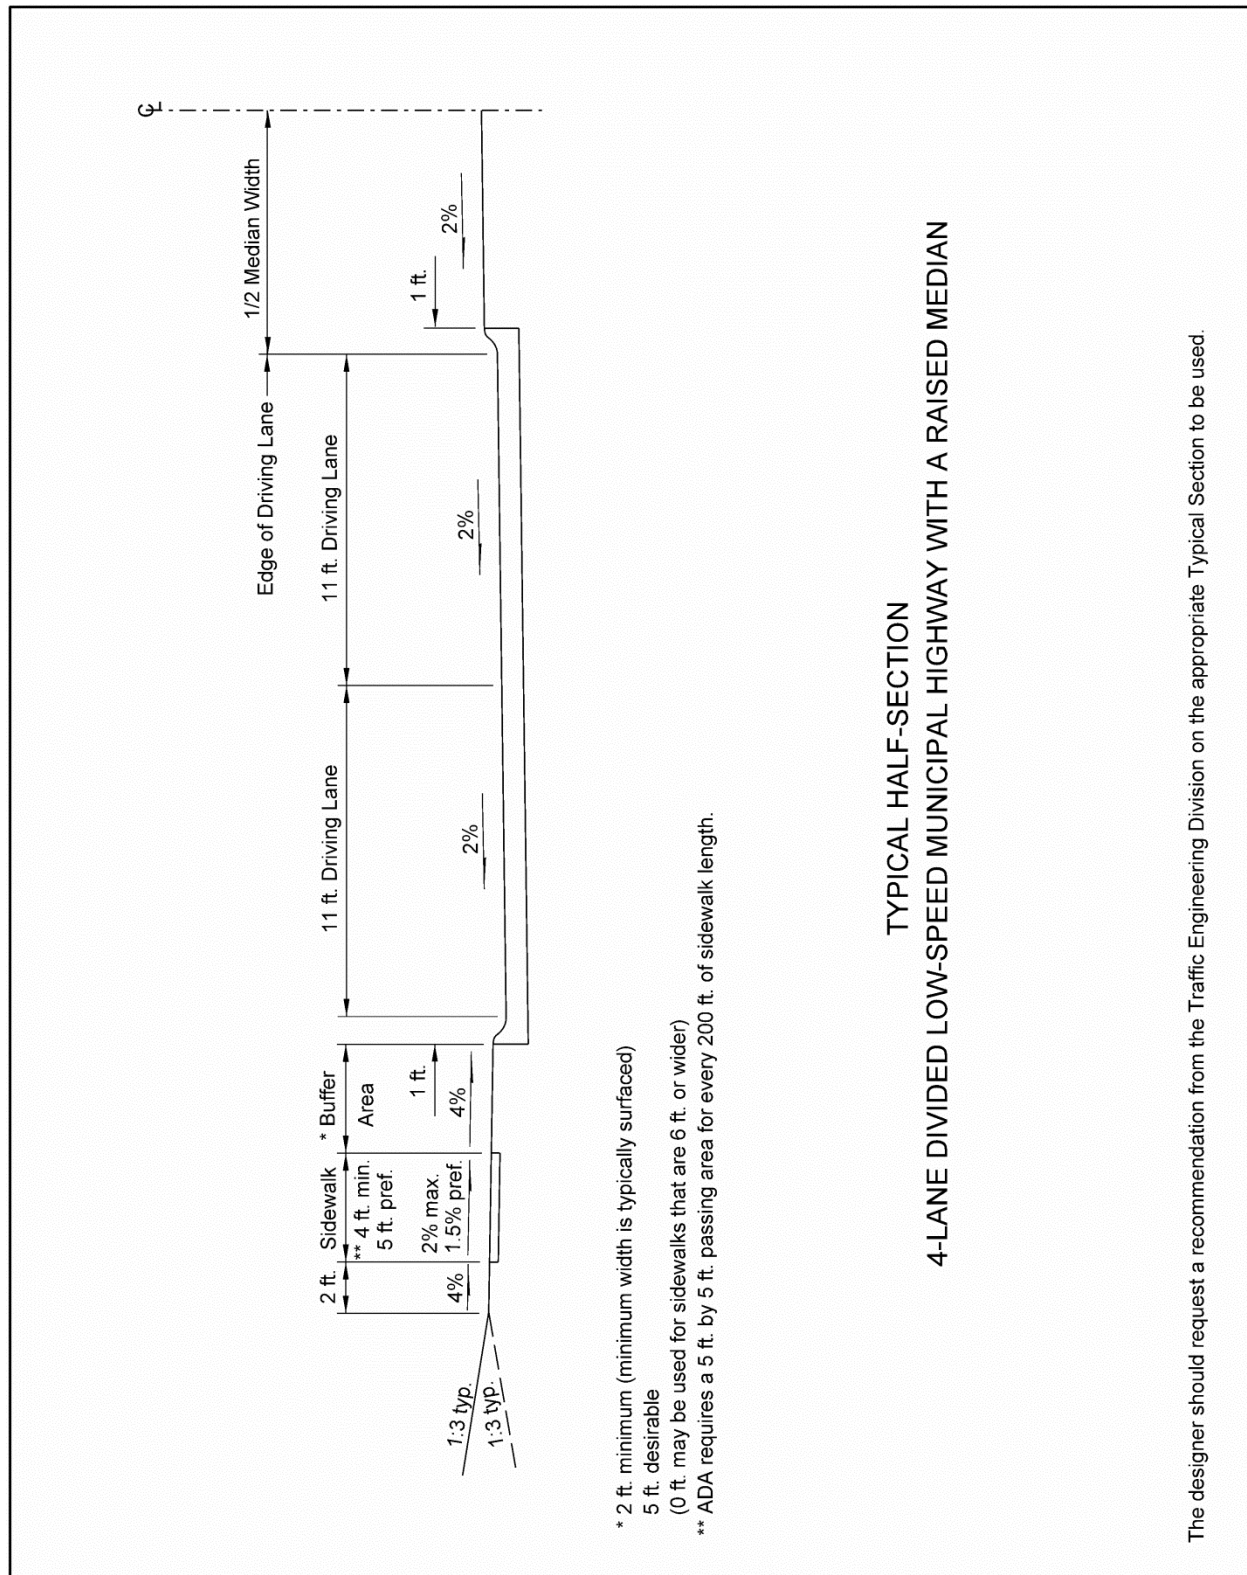 ℄
1/2 Median Width
Edge of Driving Lane
2 ft.
Sidewalk
* Buffer
Area
11 ft. Driving Lane
11 ft. Driving Lane
** 4 ft. min.
5 ft. pref.
1 ft.
1 ft.
4%
2% max.
1.5% pref.
4%
2%
2%
2%
1:3 typ.
1:3 typ.
* 2 ft. minimum (minimum width is typically surfaced)
5 ft. desirable
(0 ft. may be used for sidewalks that are 6 ft. or wider)
** ADA requires a 5 ft. by 5 ft. passing area for every 200 ft. of sidewalk length.
TYPICAL HALF-SECTION
4-LANE DIVIDED LOW-SPEED MUNICIPAL HIGHWAY WITH A RAISED MEDIAN
The designer should request a recommendation from the Traffic Engineering Division on the appropriate Typical Section to be used.